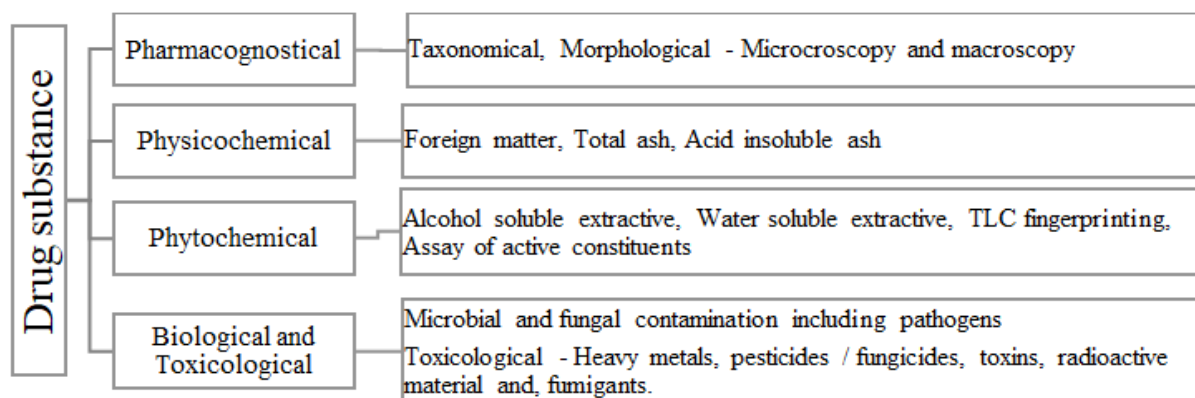 Drug substance
Pharmacognostical
Taxonomical, Morphological - Microcroscopy and macroscopy
Physicochemical
Foreign matter, Total ash, Acid insoluble ash
Phytochemical
Alcohol soluble extractive, Water soluble extractive, TLC fingerprinting,
Assay of active constituents
Biological and
Toxicological
Microbial and fungal contamination including pathogens
Toxicological - Heavy metals, pesticides / fungicides, toxins, radioactive
material and, fumigants.